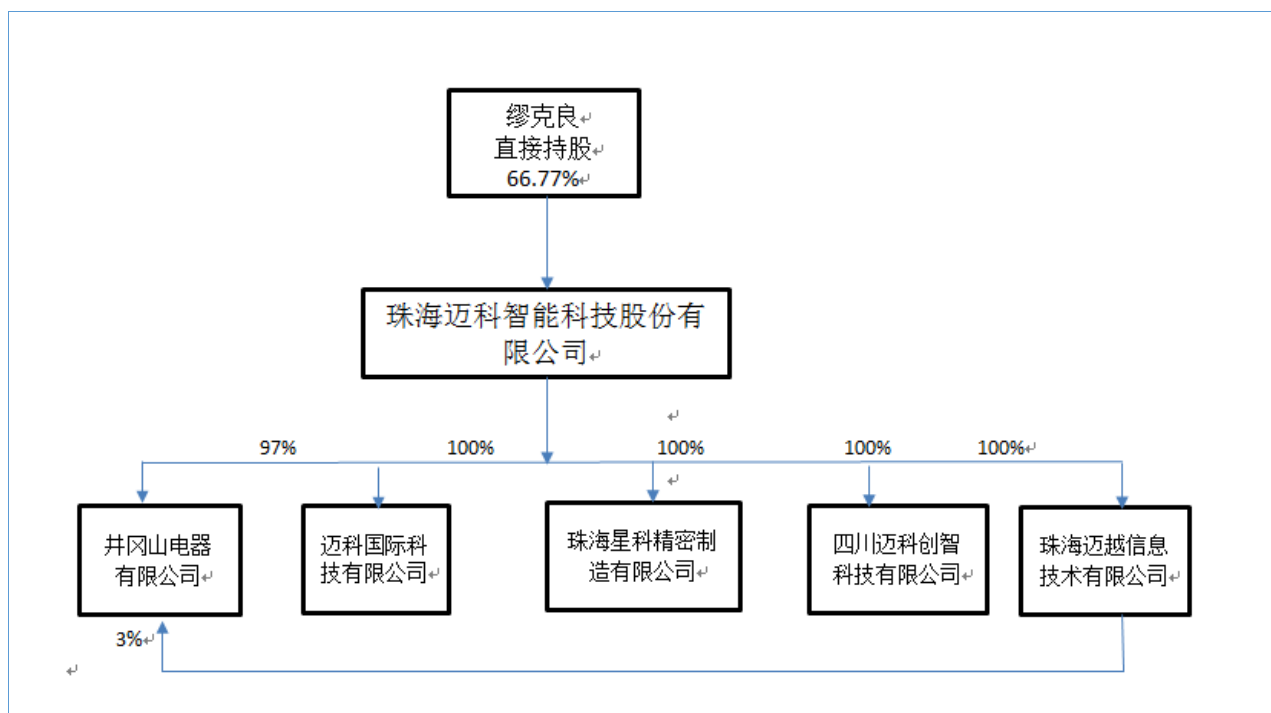 缪克良
直接持股
66.77%
珠海迈科智能科技股份有
限公司
97%
100%
100%
100%
100%
井冈山电器
有限公司
迈科国际科
技有限公司
珠海星科精密制
造有限公司
四川迈科创智
科技有限公司
珠海迈越信息
技术有限公司
3%